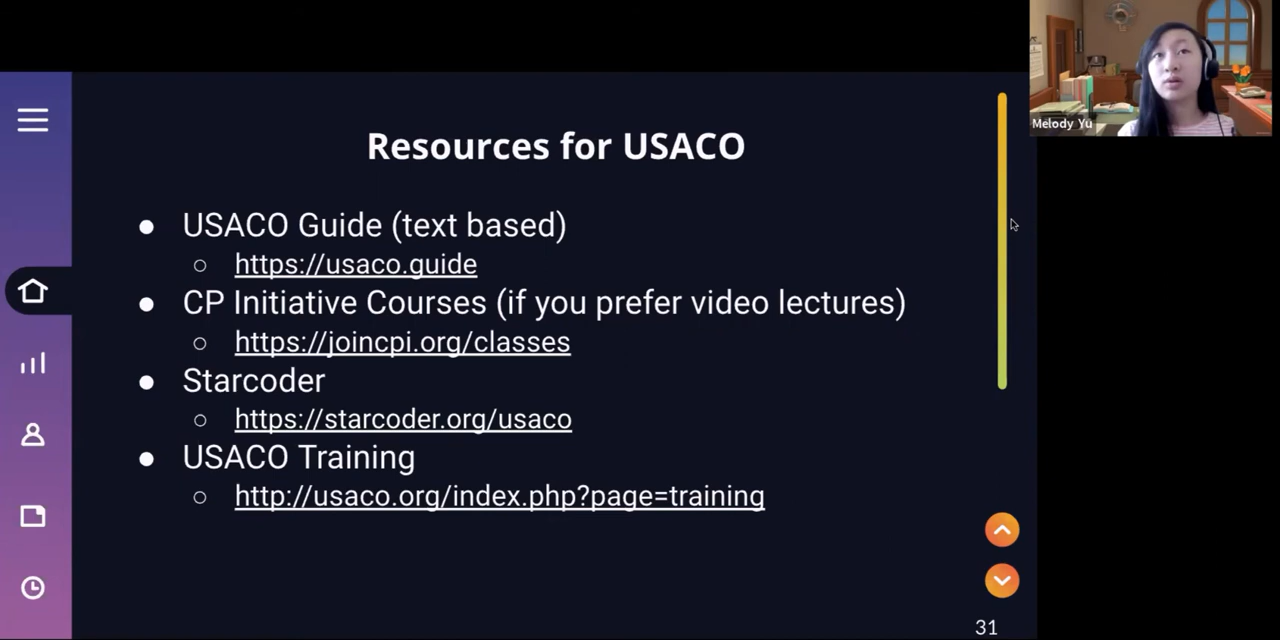 Resources for USACO
● USACO Guide (text based)
○ https://usaco.guide
● CP Initiative Courses (if you prefer video lectures)
○ https://joincpi.org/classes
● Starcoder
○ https://starcoder.org/usaco
● USACO Training
○ http://usaco.org/index.php?page=training
31
Melody Yu